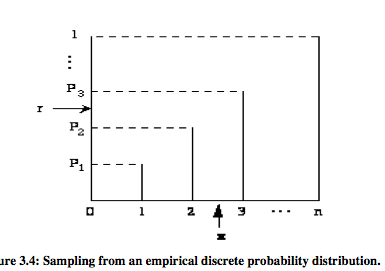 1
⋮
P3
r
P2
P1
0 1 2 3 ... n
x
ure 3.4: Sampling from an empirical discrete probability distribution.